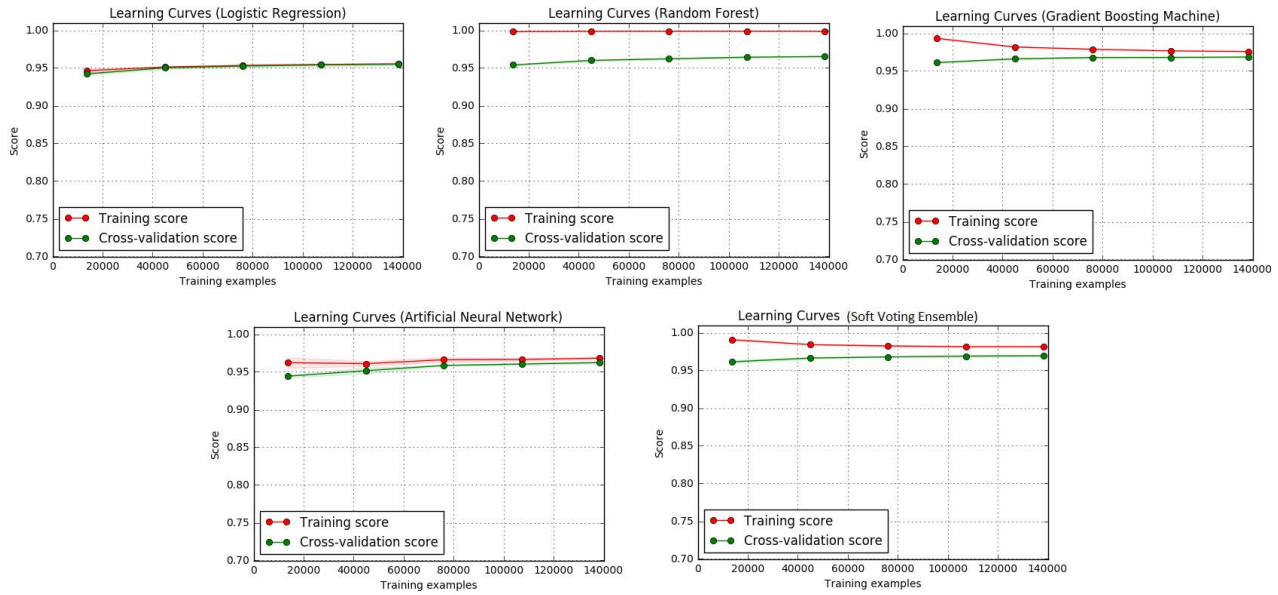 Learning Curves (Logistic Regression)
1.00
0.95
0.90
0.85
0.80
0.75
0.70
Score
Training score
Cross-validation score
0 20000 40000 60000 80000 100000 120000 140000
Training examples
Learning Curves (Random Forest)
1.00
0.95
0.90
0.85
0.80
0.75
0.70
Score
Training score
Cross-validation score
0 20000 40000 60000 80000 100000 120000 140000
Training examples
Learning Curves (Gradient Boosting Machine)
1.00
0.95
0.90
0.85
0.80
0.75
0.70
Score
Training score
Cross-validation score
0 20000 40000 60000 80000 100000 120000 140000
Training examples
Learning Curves (Artificial Neural Network)
1.00
0.95
0.90
0.85
0.80
0.75
0.70
Score
Training score
Cross-validation score
0 20000 40000 60000 80000 100000 120000 140000
Training examples
Learning Curves (Soft Voting Ensemble)
1.00
0.95
0.90
0.85
0.80
0.75
0.70
Score
Training score
Cross-validation score
0 20000 40000 60000 80000 100000 120000 140000
Training examples